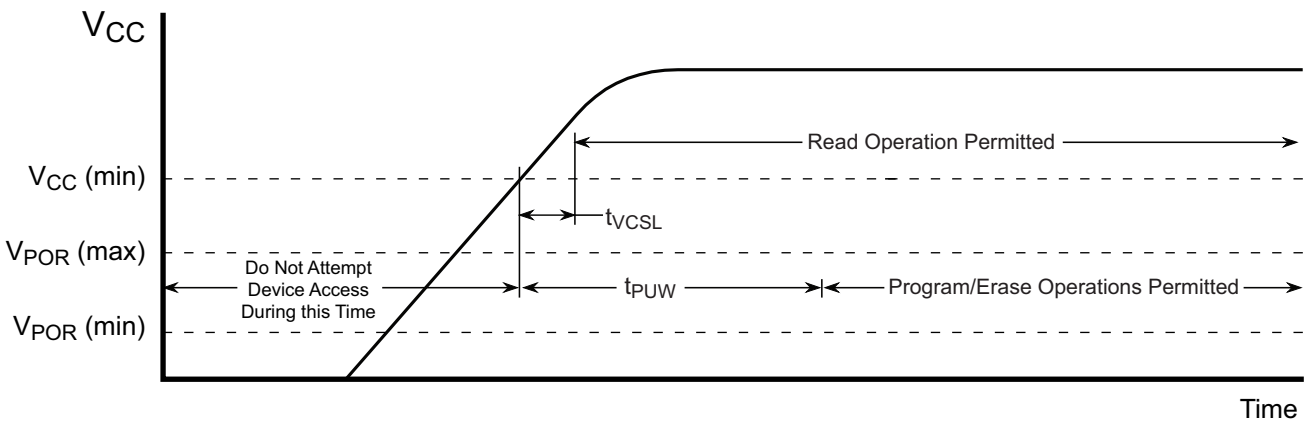 VCC
Read Operation Permitted
VCC (min)
tVCSL
VPOR (max)
Do Not Attempt
Device Access
During this Time
tPUW
Program/Erase Operations Permitted
VPOR (min)
Time